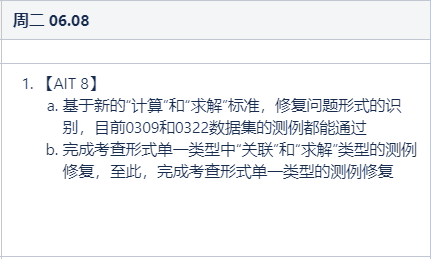 周二 06.08
1. 【AIT 8】
a. 基于新的“计算”和“求解”标准，修复问题形式的识
别，目前0309和0322数据集的测例都能通过
b. 完成考查形式单一类型中“关联”和“求解”类型的测例
修复，至此，完成考查形式单一类型的测例修复